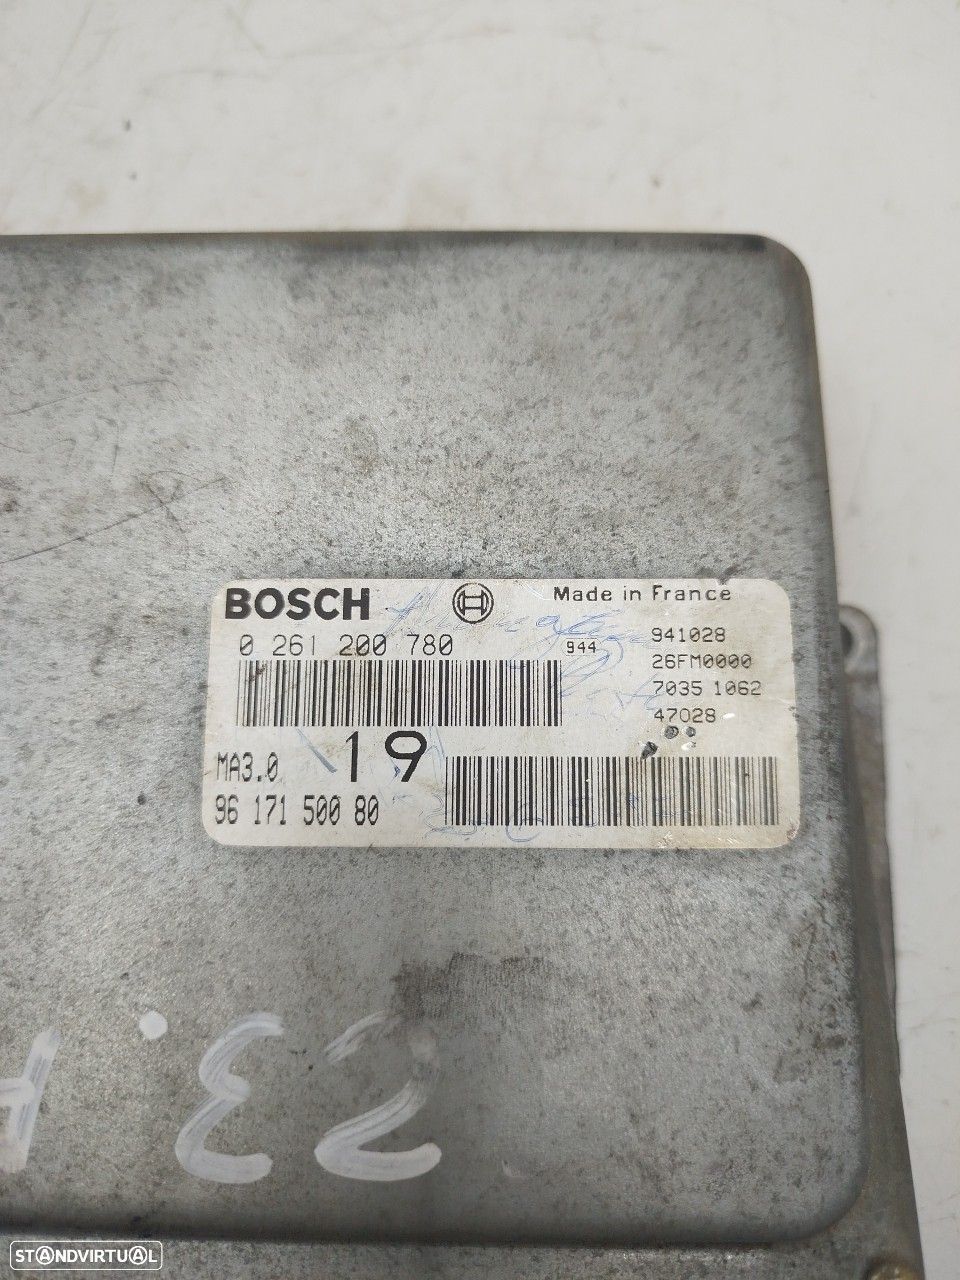 BOSCH Made in France
0 261 200 780 944 941028
26FM0000
7035 1062
47028
MA3.0 19
96 171 500 80
STANDVIRTUAL